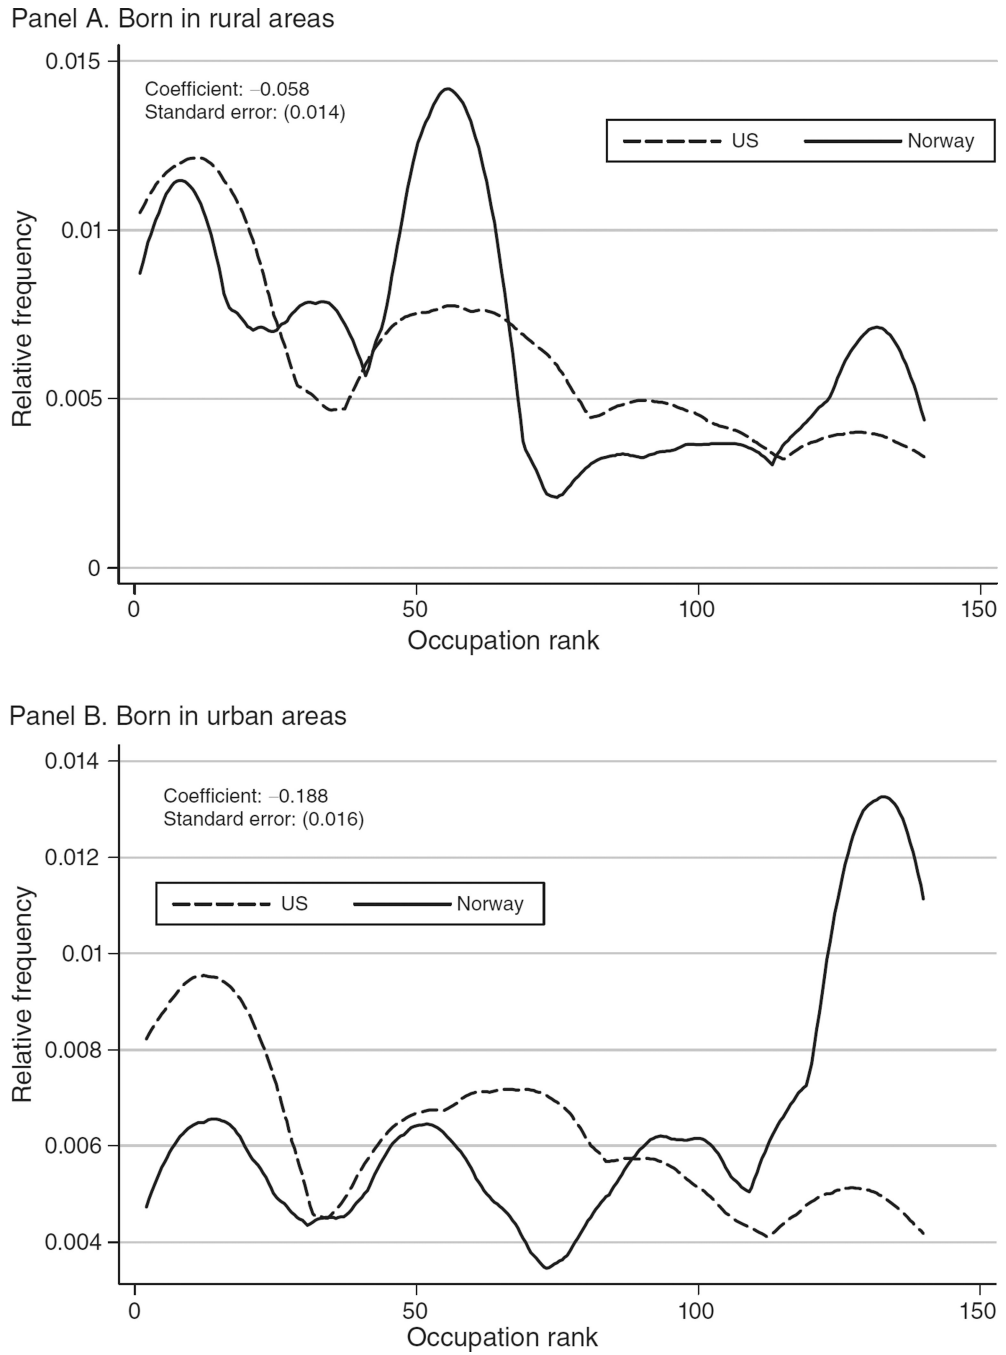 Panel A. Born in rural areas
0.015
Coefficient: –0.058
Standard error: (0.014)
US
Norway
0.01
Relative frequency
0.005
0
0
50
100
150
Occupation rank
Panel B. Born in urban areas
0.014
Coefficient: –0.188
Standard error: (0.016)
0.012
US
Norway
0.01
Relative frequency
0.008
0.006
0.004
0
50
100
150
Occupation rank